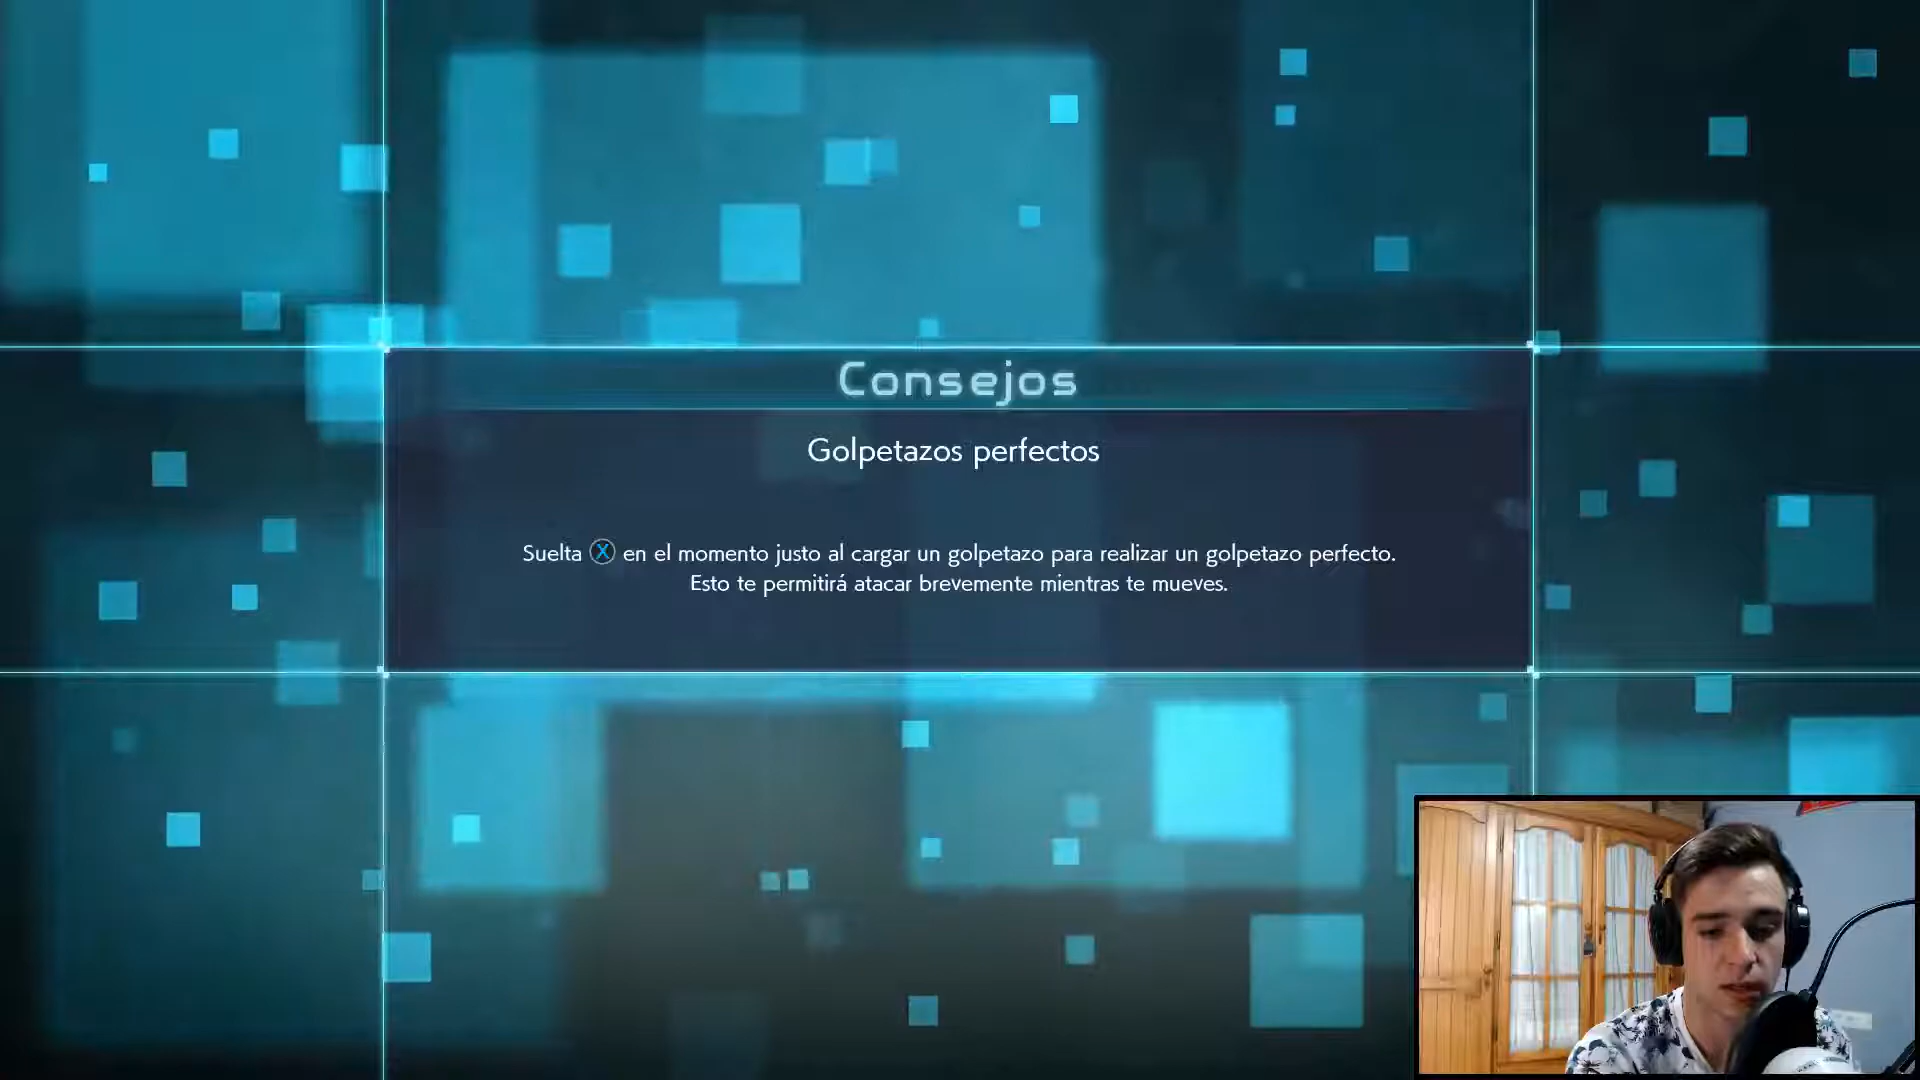 Consejos
Golpetazos perfectos
Suelta X en el momento justo al cargar un golpetazo para realizar un golpetazo perfecto.
Esto te permitirá atacar brevemente mientras te mueves.